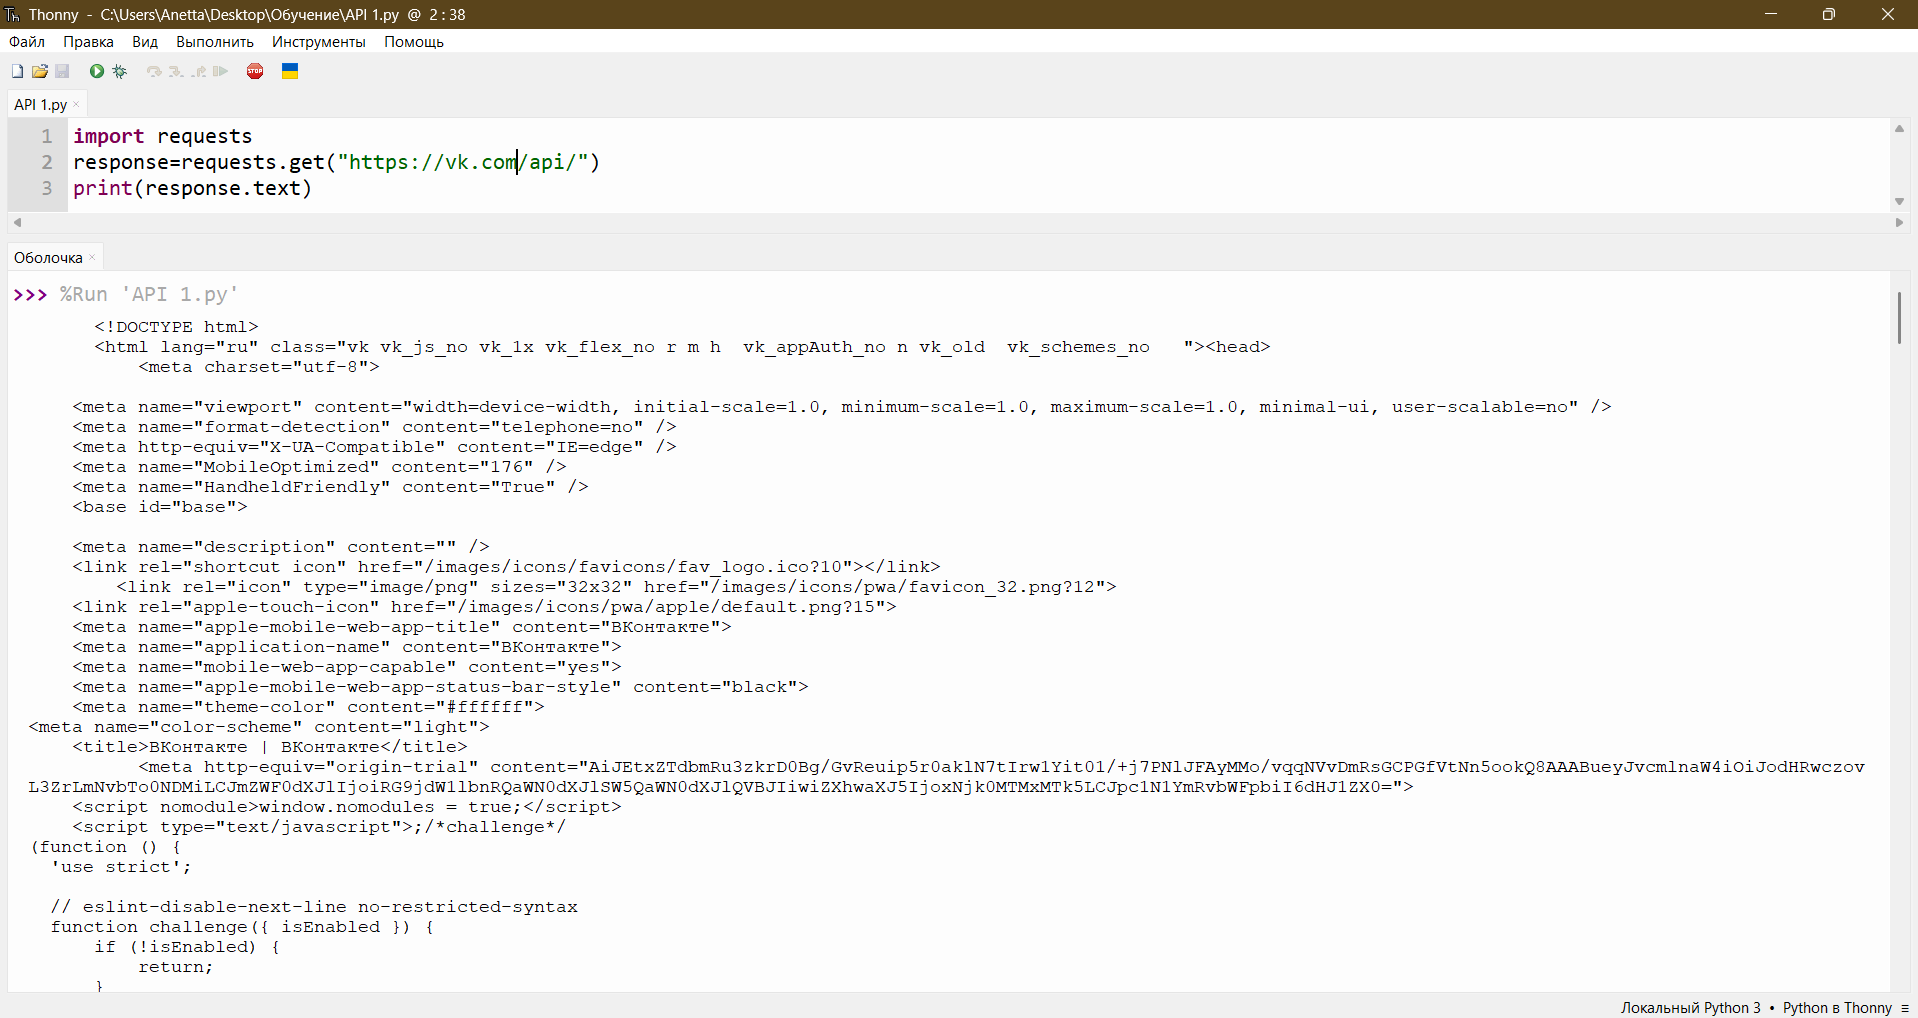 Thonny - C:\Users\Anetta\Desktop\Обучение\API 1.py @ 2 : 38
Файл Правка Вид Выполнить Инструменты Помощь
STOP
API 1.py ×
1 import requests
2 response=requests.get("https://vk.com/api/")
3 print(response.text)
Оболочка ×
>>> %Run 'API 1.py'
<!DOCTYPE html>
<html lang="ru" class="vk vk_js_no vk_1x vk_flex_no r m h  vk_appAuth_no n vk_old  vk_schemes_no   "><head>
<meta charset="utf-8">
<meta name="viewport" content="width=device-width, initial-scale=1.0, minimum-scale=1.0, maximum-scale=1.0, minimal-ui, user-scalable=no" />
<meta name="format-detection" content="telephone=no" />
<meta http-equiv="X-UA-Compatible" content="IE=edge" />
<meta name="MobileOptimized" content="176" />
<meta name="HandheldFriendly" content="True" />
<base id="base">
<meta name="description" content="" />
<link rel="shortcut icon" href="/images/icons/favicons/fav_logo.ico?10"></link>
<link rel="icon" type="image/png" sizes="32x32" href="/images/icons/pwa/favicon_32.png?12">
<link rel="apple-touch-icon" href="/images/icons/pwa/apple/default.png?15">
<meta name="apple-mobile-web-app-title" content="ВКонтакте">
<meta name="application-name" content="ВКонтакте">
<meta name="mobile-web-app-capable" content="yes">
<meta name="apple-mobile-web-app-status-bar-style" content="black">
<meta name="theme-color" content="#ffffff">
<meta name="color-scheme" content="light">
<title>ВКонтакте | ВКонтакте</title>
<meta http-equiv="origin-trial" content="AiJEtxZTdbmRu3zkrD0Bg/GvReuip5r0aklN7tIrw1Yit01/+j7PNlJFAyMMo/vqqNVvDmRsGCPGfVtNn5ookQ8AAABueyJvcmlnaW4iOiJodHRwczov
L3ZrLmNvbTo0NDMiLCJmZWF0dXJlIjoiRG9jdW1lbnRQaWN0dXJlSW5QaWN0dXJlQVBJIiwiZXhwaXJ5IjoxNjk0MTMxMTk5LCJpc1N1YmRvbWFpbiI6dHJ1ZX0=">
<script nomodule>window.nomodules = true;</script>
<script type="text/javascript">;/*challenge*/
(function () {
'use strict';
// eslint-disable-next-line no-restricted-syntax
function challenge({ isEnabled }) {
if (!isEnabled) {
return;
}
Локальный Python 3 • Python в Thonny ≡